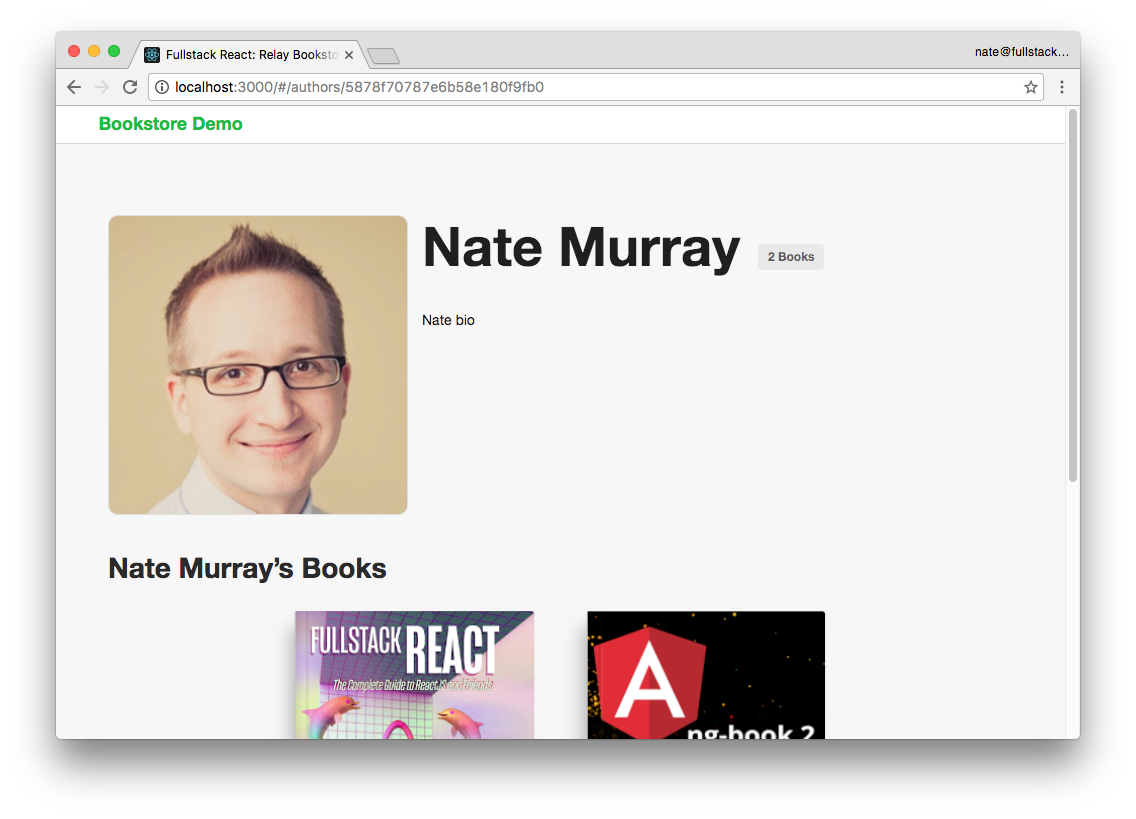 Fullstack React: Relay Booksto
nate@fullstack...
localhost:3000/#/authors/5878f70787e6b58e180f9fb0
Bookstore Demo
Nate Murray
2 Books
Nate bio
Nate Murray’s Books
FULLSTACK REACT
The Complete Guide to ReactJS and Friends
A
ng-book 2